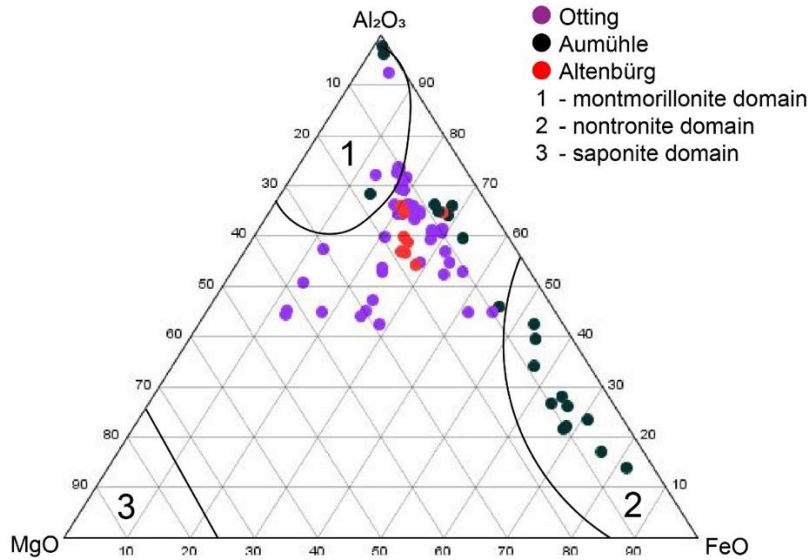 Al₂O₃
Otting
Aumühle
Altenbürg
1 - montmorillonite domain
2 - nontronite domain
3 - saponite domain
10 90
20 80
1
30 70
40 60
50 50
60 40
70 30
80 20
90 10
3 2
MgO 10 20 30 40 50 60 70 80 90 FeO